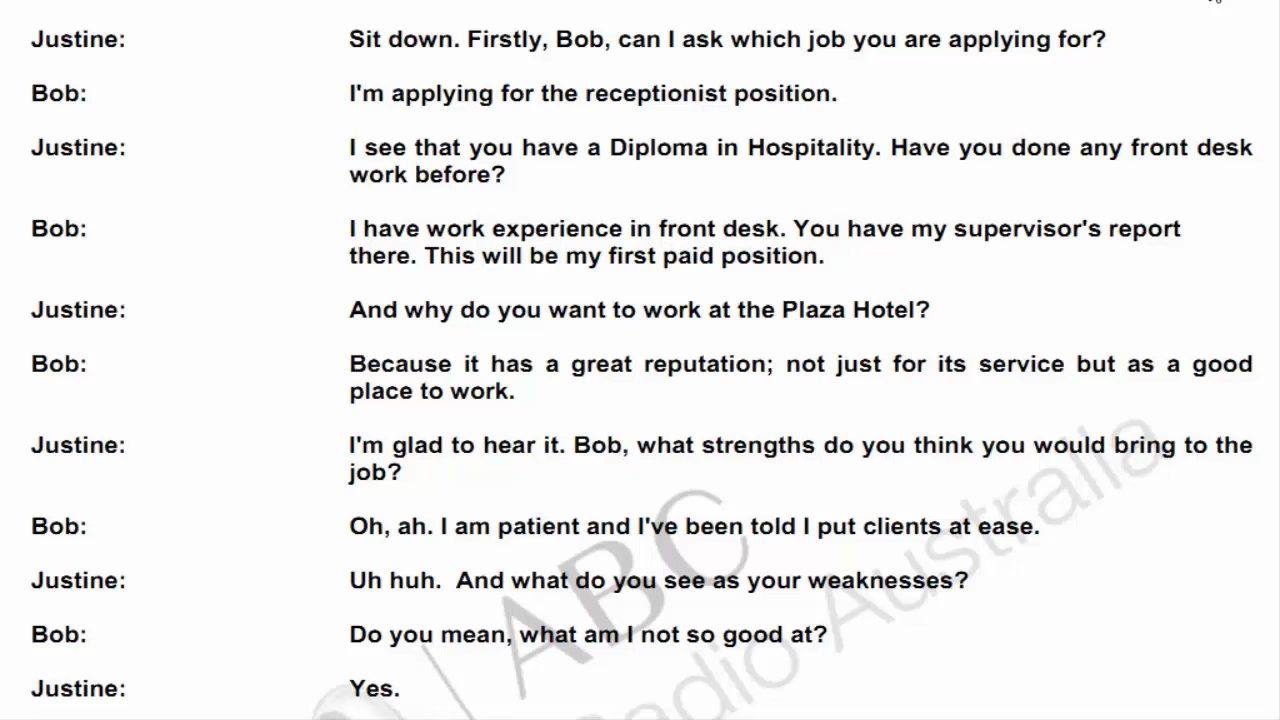 Justine: Sit down. Firstly, Bob, can I ask which job you are applying for?
Bob: I'm applying for the receptionist position.
Justine: I see that you have a Diploma in Hospitality. Have you done any front desk
work before?
Bob: I have work experience in front desk. You have my supervisor's report
there. This will be my first paid position.
Justine: And why do you want to work at the Plaza Hotel?
Bob: Because it has a great reputation; not just for its service but as a good
place to work.
Justine: I'm glad to hear it. Bob, what strengths do you think you would bring to the
job?
Bob: Oh, ah. I am patient and I've been told I put clients at ease.
Justine: Uh huh.  And what do you see as your weaknesses?
Bob: Do you mean, what am I not so good at?
Justine: Yes.
ABC
Radio Australia